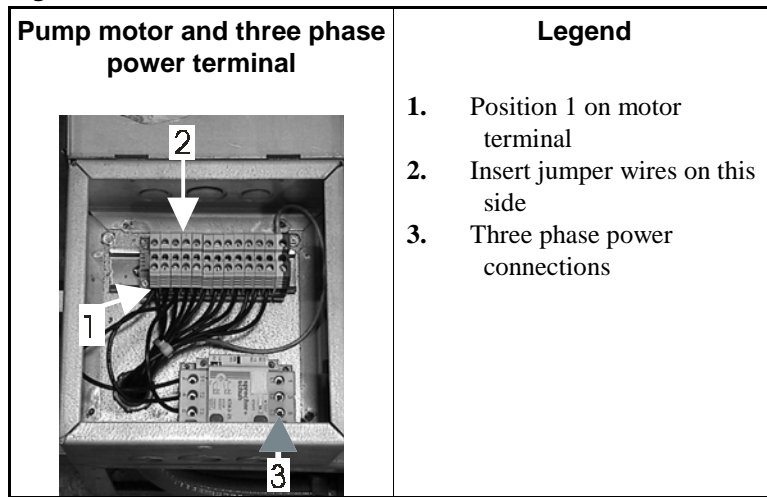 Pump motor and three phase
power terminal
Legend
1. Position 1 on motor
terminal
2. Insert jumper wires on this
side
3. Three phase power
connections
2
1
3